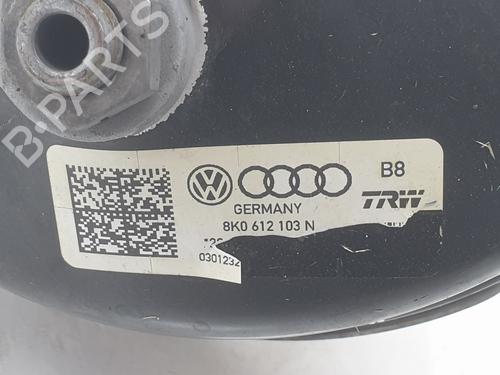 B-PARTS
B8
GERMANY
TRW
8K0 612 103 N
0301232